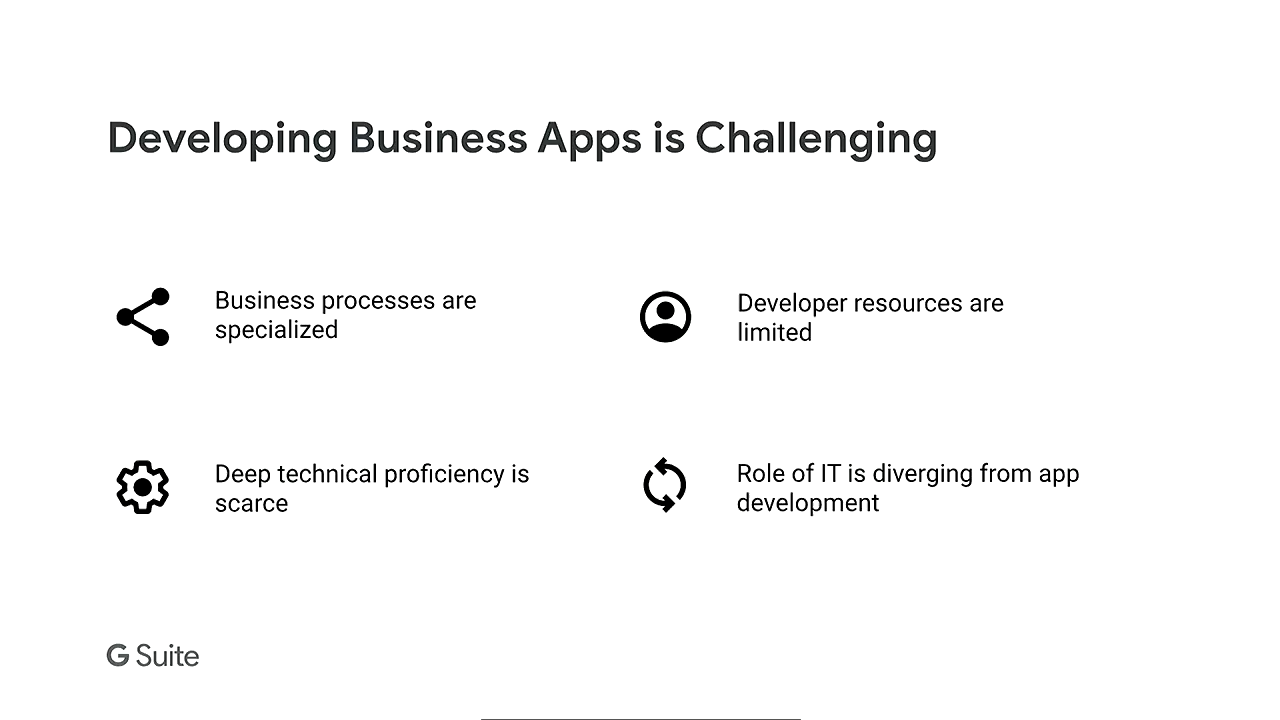 Developing Business Apps is Challenging
Business processes are
specialized
Developer resources are
limited
Deep technical proficiency is
scarce
Role of IT is diverging from app
development
G Suite